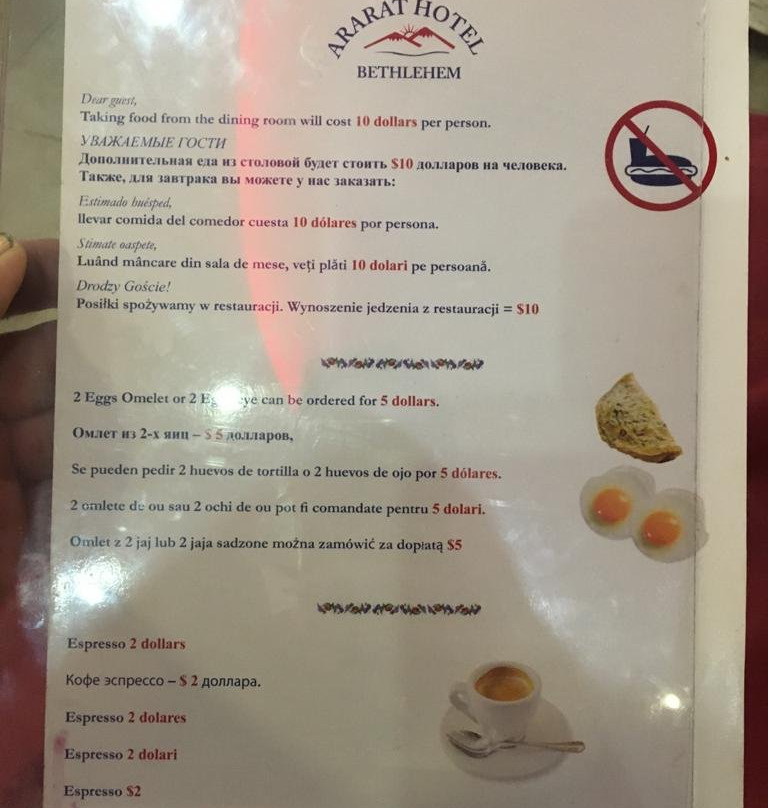 ARARAT HOTEL
BETHLEHEM
Dear guest,
Taking food from the dining room will cost 10 dollars per person.
УВАЖАЕМЫЕ ГОСТИ
Дополнительная еда из столовой будет стоить $10 долларов на человека.
Также, для завтрака вы можете у нас заказать:
Estimado huésped,
llevar comida del comedor cuesta 10 dólares por persona.
Stimate oaspete,
Luând mâncare din sala de mese, veți plăti 10 dolari pe persoană.
Drodzy Goście!
Posiłki spożywamy w restauracji. Wynoszenie jedzenia z restauracji = $10
2 Eggs Omelet or 2 can be ordered for 5 dollars.
Омлет из 2-х яиц – $ 5 долларов,
Se pueden pedir 2 huevos de tortilla o 2 huevos de ojo por 5 dólares.
2 omlete de ou sau 2 ochi de ou pot fi comandate pentru 5 dolari.
Omlet z 2 jaj lub 2 jaja sadzone można zamówić za dopłatą $5
Espresso 2 dollars
Кофе эспрессо – $ 2 доллара.
Espresso 2 dolares
Espresso 2 dolari
Espresso $2